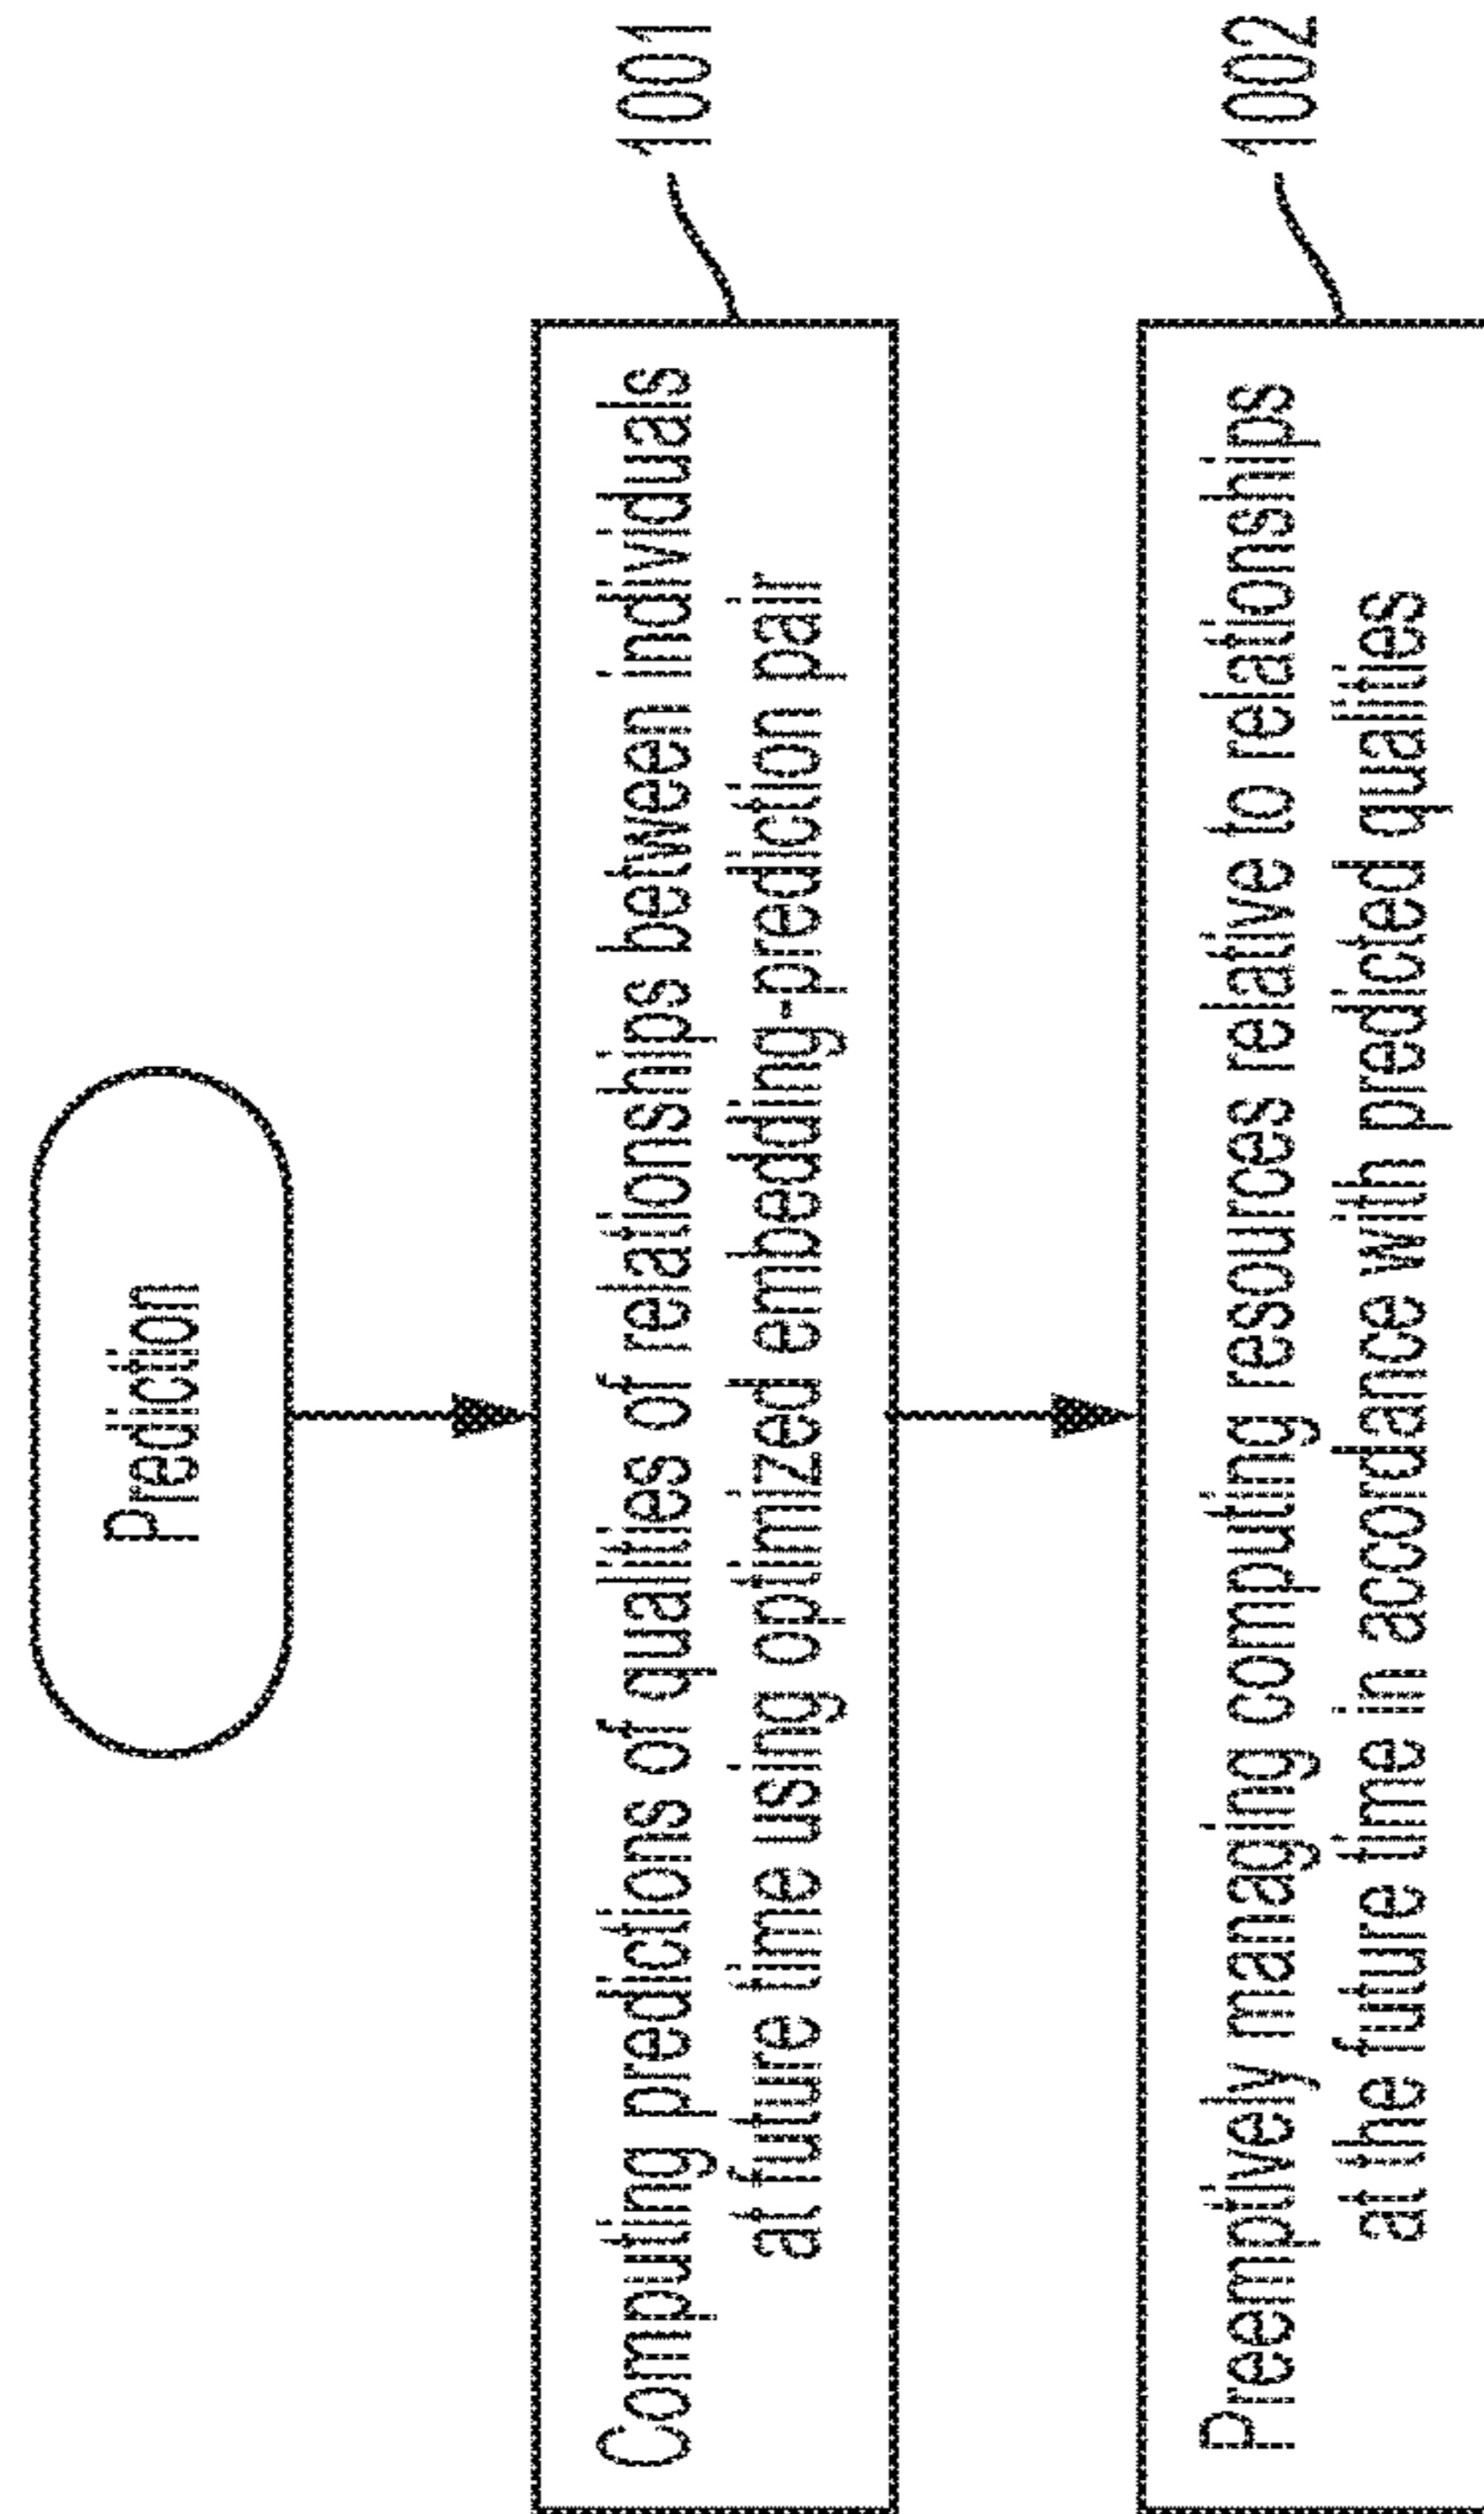 Prediction
Computing predictions of qualities of relationships between individuals
at future time using optimized embedding-prediction pair
1001
Preemptively managing computing resources relative to relationships
at the future time in accordance with predicted qualities
1002